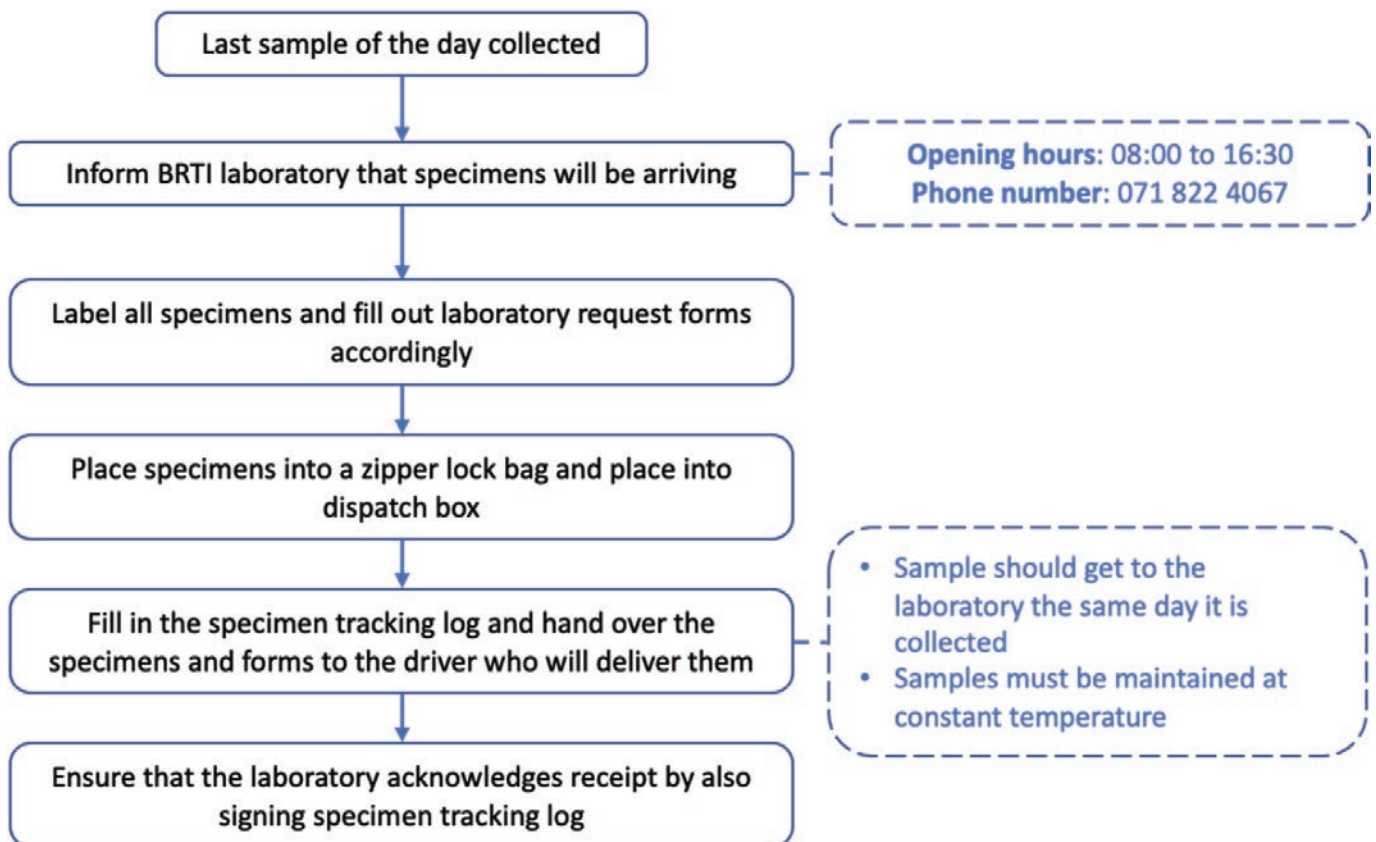 Last sample of the day collected
Inform BRTI laboratory that specimens will be arriving
Opening hours: 08:00 to 16:30
Phone number: 071 822 4067
Label all specimens and fill out laboratory request forms
accordingly
Place specimens into a zipper lock bag and place into
dispatch box
Fill in the specimen tracking log and hand over the
specimens and forms to the driver who will deliver them
• Sample should get to the
laboratory the same day it is
collected
• Samples must be maintained at
constant temperature
Ensure that the laboratory acknowledges receipt by also
signing specimen tracking log